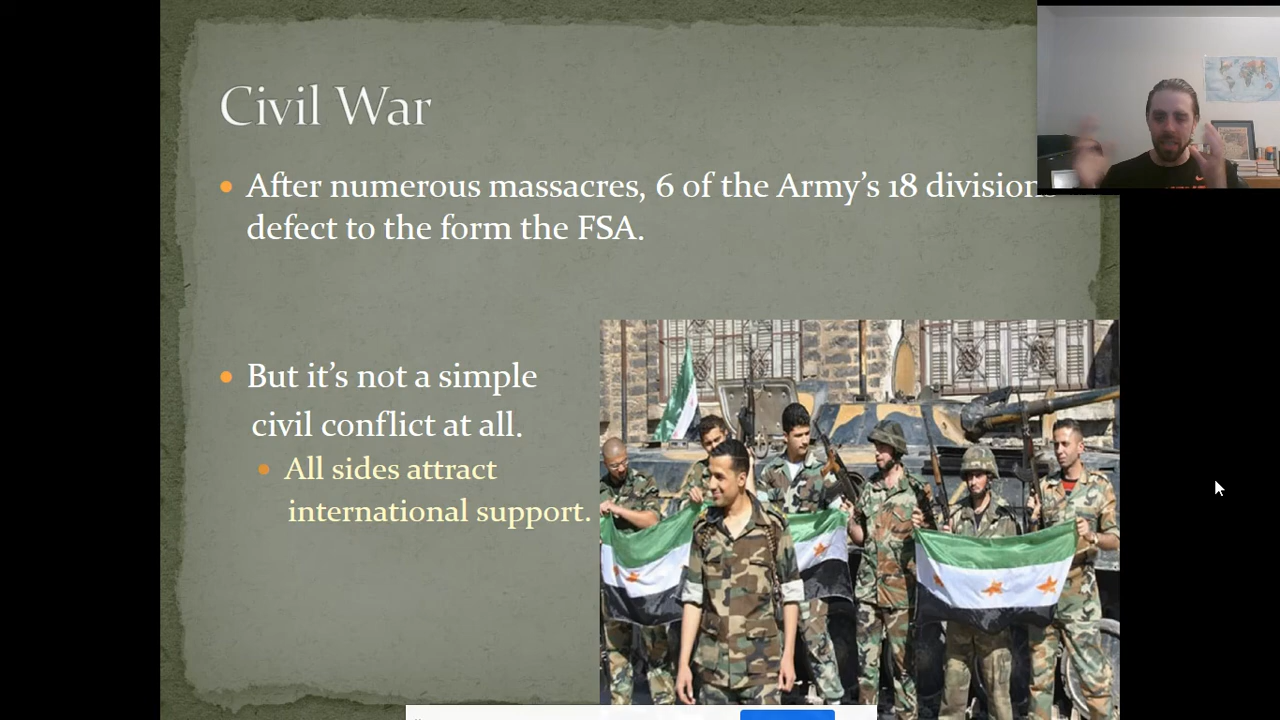 Civil War
After numerous massacres, 6 of the Army's 18 divisions
defect to the form the FSA.
But it's not a simple
civil conflict at all.
All sides attract
international support.